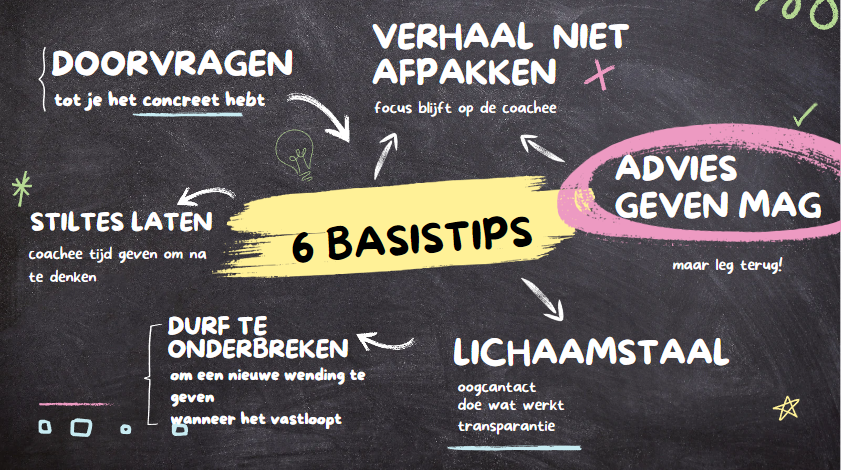 DOORVRAGEN
tot je het concreet hebt
VERHAAL NIET
AFPAKKEN
focus blijft op de coachee
ADVIES
GEVEN MAG
maar leg terug!
STILTES LATEN
coachee tijd geven om na
te denken
6 BASISTIPS
DURF TE
ONDERBREKEN
om een nieuwe wending te
geven
wanneer het vastloopt
LICHAAMSTAAL
oogcantact
doe wat werkt
transparantie